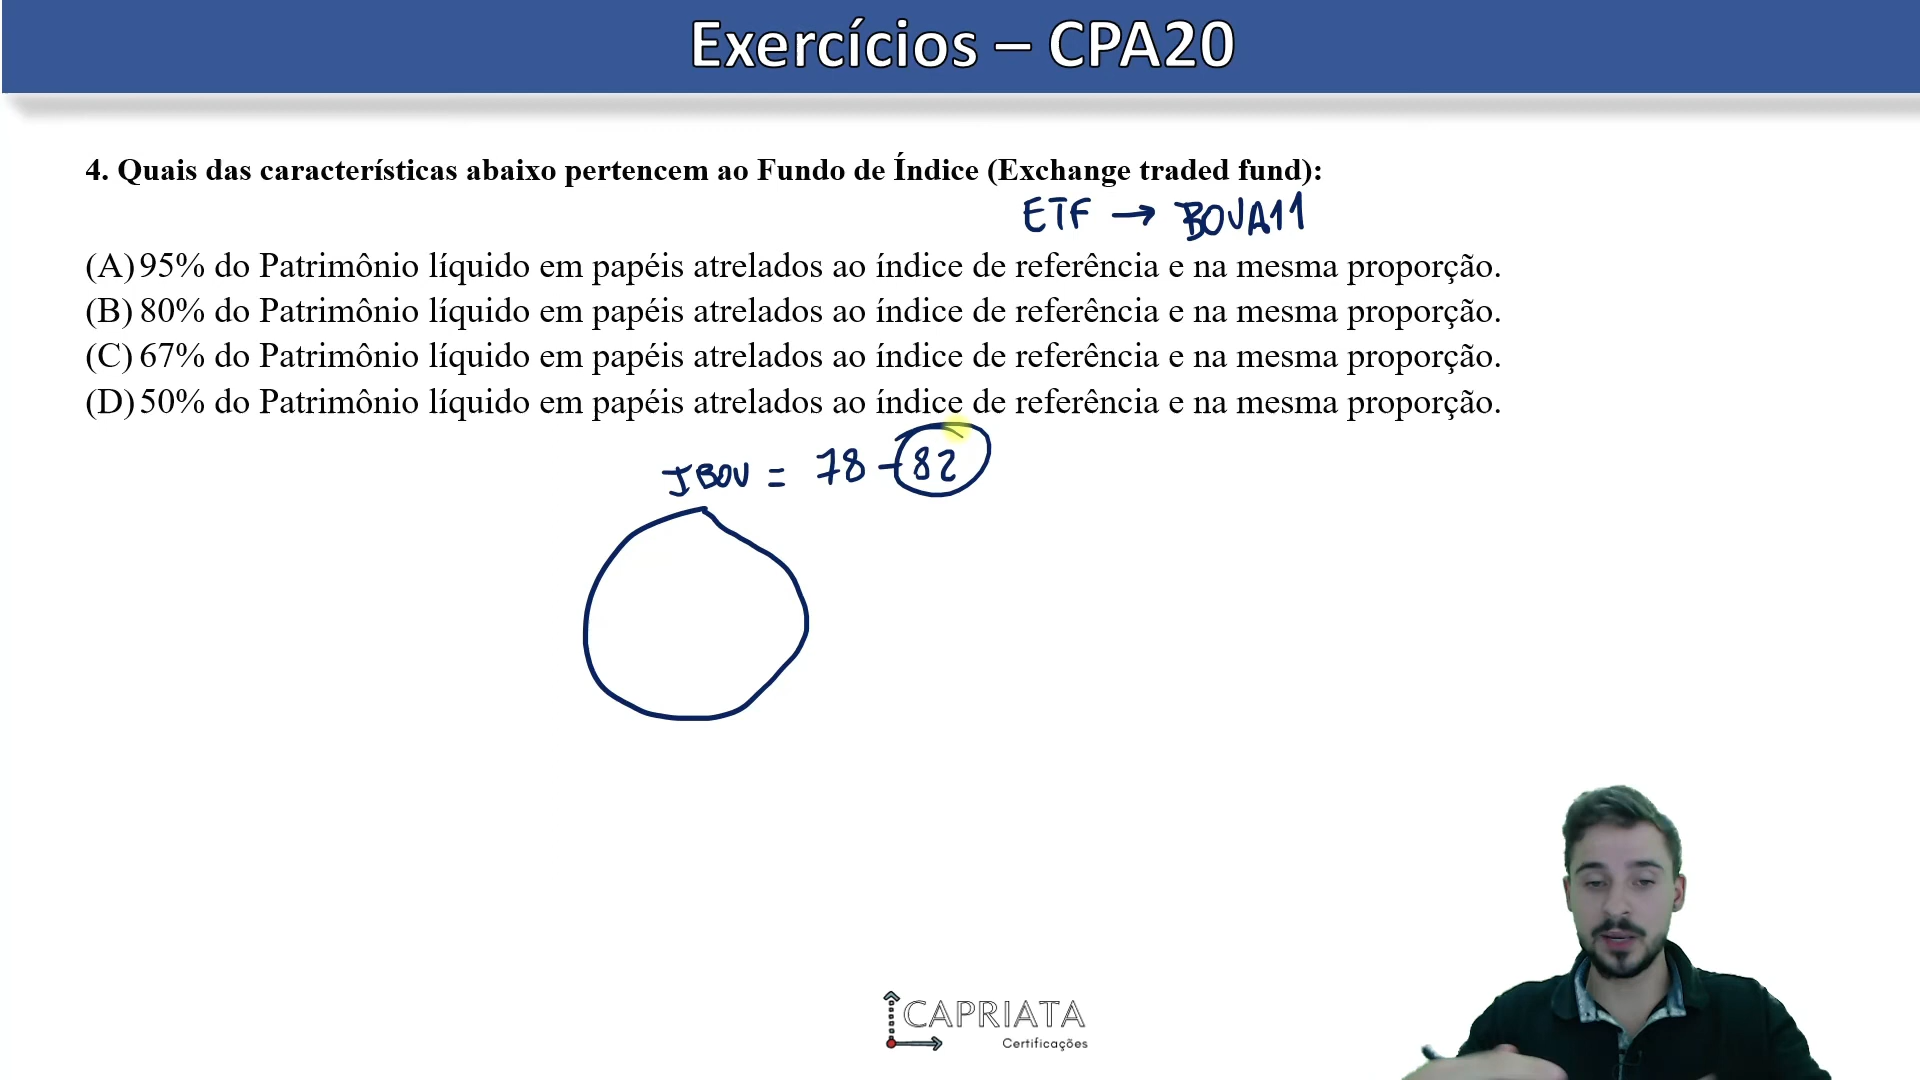 Exercícios – CPA20
4. Quais das características abaixo pertencem ao Fundo de Índice (Exchange traded fund):
ETF → BOVA11
(A) 95% do Patrimônio líquido em papéis atrelados ao índice de referência e na mesma proporção.
(B) 80% do Patrimônio líquido em papéis atrelados ao índice de referência e na mesma proporção.
(C) 67% do Patrimônio líquido em papéis atrelados ao índice de referência e na mesma proporção.
(D) 50% do Patrimônio líquido em papéis atrelados ao índice de referência e na mesma proporção.
IBOV = 78 - 82
CAPRIATA
Certificações